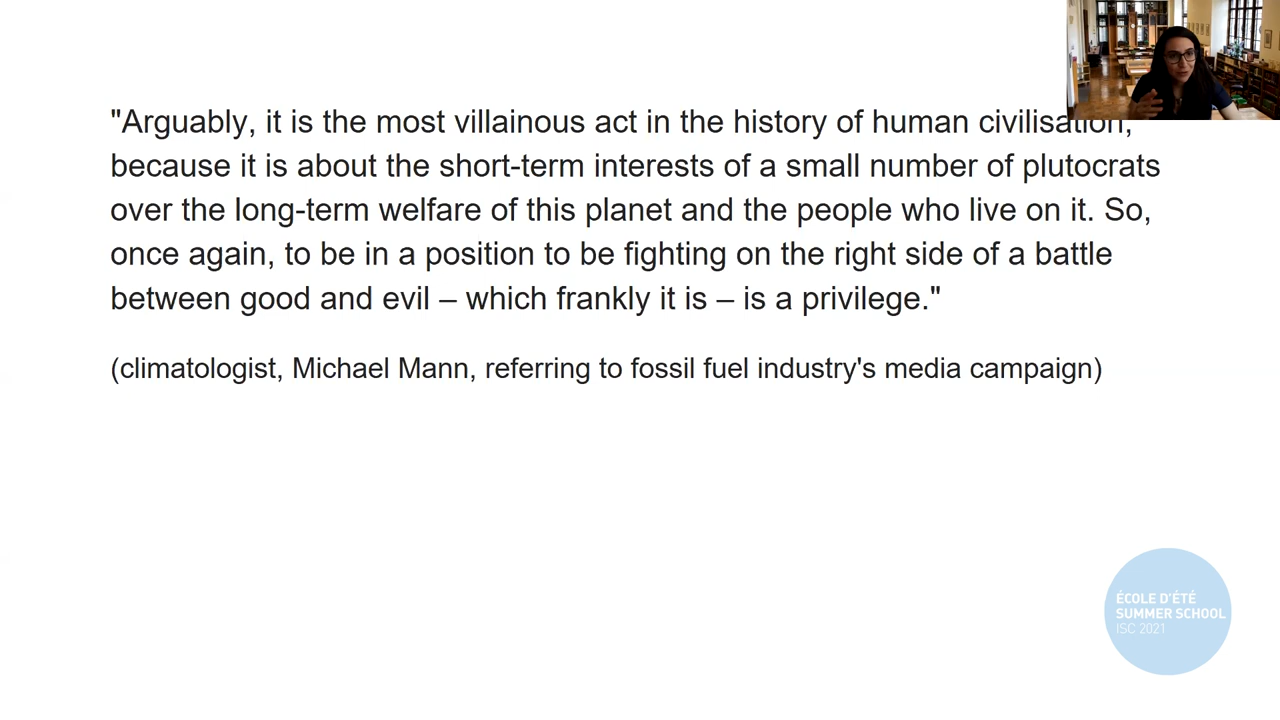 "Arguably, it is the most villainous act in the history of human civilisation,
because it is about the short-term interests of a small number of plutocrats
over the long-term welfare of this planet and the people who live on it. So,
once again, to be in a position to be fighting on the right side of a battle
between good and evil – which frankly it is – is a privilege."
(climatologist, Michael Mann, referring to fossil fuel industry's media campaign)
ÉCOLE D'ÉTÉ
SUMMER SCHOOL
ISC 2021